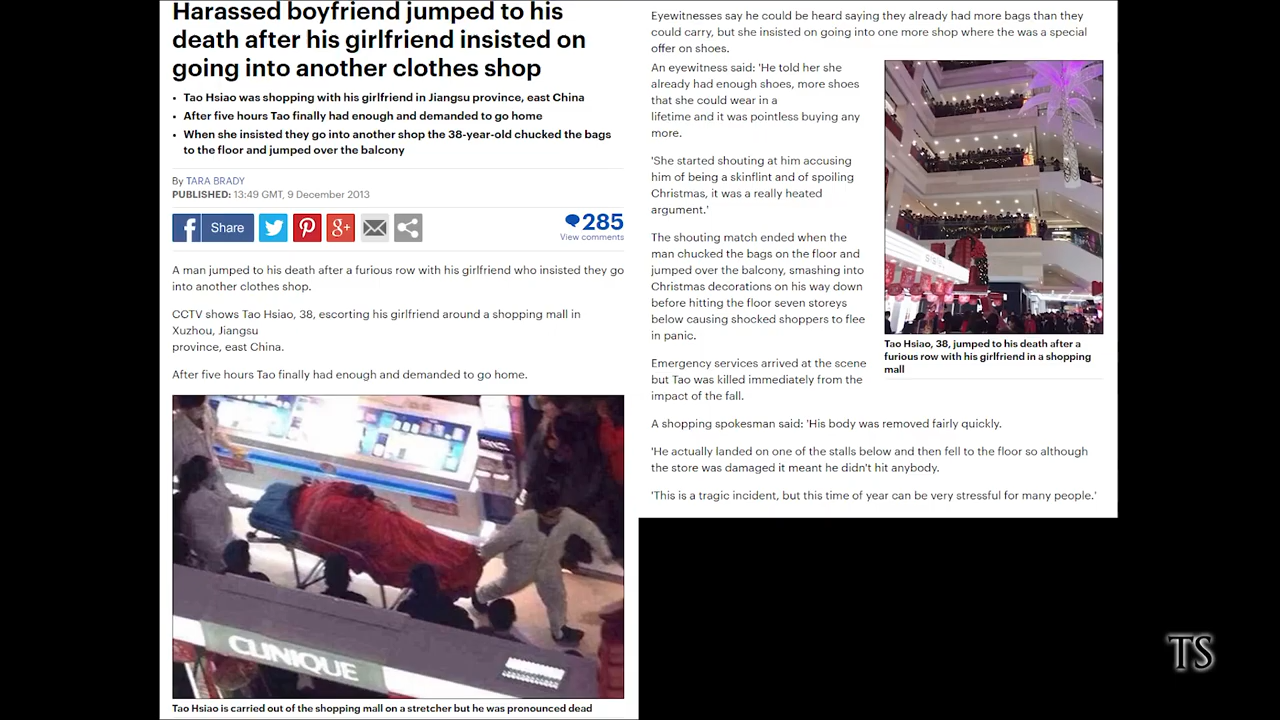 Harassed boyfriend jumped to his
death after his girlfriend insisted on
going into another clothes shop
Tao Hsiao was shopping with his girlfriend in Jiangsu province, east China
After five hours Tao finally had enough and demanded to go home
When she insisted they go into another shop the 38-year-old chucked the bags
to the floor and jumped over the balcony
By TARA BRADY
PUBLISHED: 13:49 GMT, 9 December 2013
Share
285
View comments
A man jumped to his death after a furious row with his girlfriend who insisted they go
into another clothes shop.
CCTV shows Tao Hsiao, 38, escorting his girlfriend around a shopping mall in
Xuzhou, Jiangsu
province, east China.
After five hours Tao finally had enough and demanded to go home.
CLINIQUE
Tao Hsiao is carried out of the shopping mall on a stretcher but he was pronounced dead
Eyewitnesses say he could be heard saying they already had more bags than they
could carry, but she insisted on going into one more shop where the was a special
offer on shoes.
An eyewitness said: 'He told her she
already had enough shoes, more shoes
that she could wear in a
lifetime and it was pointless buying any
more.
'She started shouting at him accusing
him of being a skinflint and of spoiling
Christmas, it was a really heated
argument.'
The shouting match ended when the
man chucked the bags on the floor and
jumped over the balcony, smashing into
Christmas decorations on his way down
before hitting the floor seven storeys
below causing shocked shoppers to flee
in panic.
Emergency services arrived at the scene
but Tao was killed immediately from the
impact of the fall.
Tao Hsiao, 38, jumped to his death after a
furious row with his girlfriend in a shopping
mall
A shopping spokesman said: 'His body was removed fairly quickly.
'He actually landed on one of the stalls below and then fell to the floor so although
the store was damaged it meant he didn't hit anybody.
'This is a tragic incident, but this time of year can be very stressful for many people.'
TS